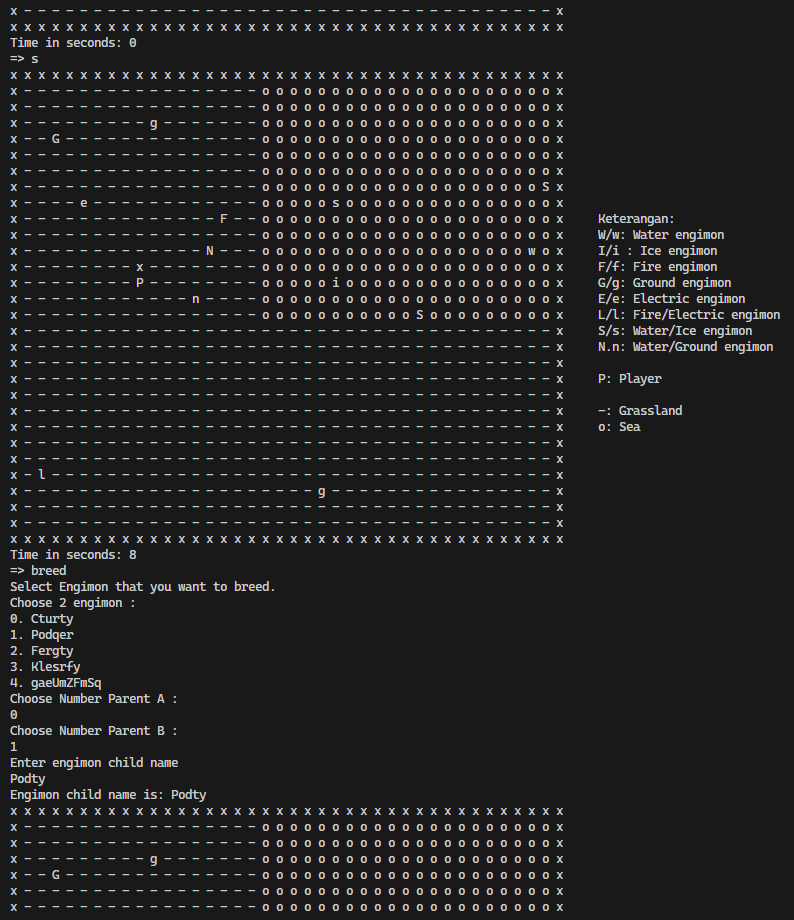 x - - - - - - - - - - - - - - - - - - - - - - - - - - - - - - - - - - - - - - x
x x x x x x x x x x x x x x x x x x x x x x x x x x x x x x x x x x x x x x x x
Time in seconds: 0
=> s
x x x x x x x x x x x x x x x x x x x x x x x x x x x x x x x x x x x x x x x x
x - - - - - - - - - - - - - - - - - o o o o o o o o o o o o o o o o o o o o o x
x - - - - - - - - - - - - - - - - - o o o o o o o o o o o o o o o o o o o o o x
x - - - - - - - - - g - - - - - - - o o o o o o o o o o o o o o o o o o o o o x
x - - G - - - - - - - - - - - - - - o o o o o o o o o o o o o o o o o o o o o x
x - - - - - - - - - - - - - - - - - o o o o o o o o o o o o o o o o o o o o o x
x - - - - - - - - - - - - - - - - - o o o o o o o o o o o o o o o o o o o o o x
x - - - - - - - - - - - - - - - - - o o o o o o o o o o o o o o o o o o o o S x
x - - - - e - - - - - - - - - - - - o o o o o s o o o o o o o o o o o o o o o x
x - - - - - - - - - - - - - - F - - o o o o o o o o o o o o o o o o o o o o o x
x - - - - - - - - - - - - - - - - - o o o o o o o o o o o o o o o o o o o o o x
x - - - - - - - - - - - - - N - - - o o o o o o o o o o o o o o o o o o o w o x
x - - - - - - - - x - - - - - - - - o o o o o o o o o o o o o o o o o o o o o x
x - - - - - - - - P - - - - - - - - o o o o o i o o o o o o o o o o o o o o o x
x - - - - - - - - - - - - n - - - - o o o o o o o o o o o o o o o o o o o o o x
x - - - - - - - - - - - - - - - - - o o o o o o o o o o o S o o o o o o o o o x
x - - - - - - - - - - - - - - - - - - - - - - - - - - - - - - - - - - - - - - x
x - - - - - - - - - - - - - - - - - - - - - - - - - - - - - - - - - - - - - - x
x - - - - - - - - - - - - - - - - - - - - - - - - - - - - - - - - - - - - - - x
x - - - - - - - - - - - - - - - - - - - - - - - - - - - - - - - - - - - - - - x
x - - - - - - - - - - - - - - - - - - - - - - - - - - - - - - - - - - - - - - x
x - - - - - - - - - - - - - - - - - - - - - - - - - - - - - - - - - - - - - - x
x - - - - - - - - - - - - - - - - - - - - - - - - - - - - - - - - - - - - - - x
x - - - - - - - - - - - - - - - - - - - - - - - - - - - - - - - - - - - - - - x
x - - - - - - - - - - - - - - - - - - - - - - - - - - - - - - - - - - - - - - x
x - l - - - - - - - - - - - - - - - - - - - - - - - - - - - - - - - - - - - - x
x - - - - - - - - - - - - - - - - - - - - - g - - - - - - - - - - - - - - - - x
x - - - - - - - - - - - - - - - - - - - - - - - - - - - - - - - - - - - - - - x
x - - - - - - - - - - - - - - - - - - - - - - - - - - - - - - - - - - - - - - x
x x x x x x x x x x x x x x x x x x x x x x x x x x x x x x x x x x x x x x x x
Keterangan:
W/w: Water engimon
I/i : Ice engimon
F/f: Fire engimon
G/g: Ground engimon
E/e: Electric engimon
L/l: Fire/Electric engimon
S/s: Water/Ice engimon
N.n: Water/Ground engimon
P: Player
-: Grassland
o: Sea
Time in seconds: 8
=> breed
Select Engimon that you want to breed.
Choose 2 engimon :
0. Cturty
1. Podqer
2. Fergty
3. Klesrfy
4. gaeUmZFmSq
Choose Number Parent A :
0
Choose Number Parent B :
1
Enter engimon child name
Podty
Engimon child name is: Podty
x x x x x x x x x x x x x x x x x x x x x x x x x x x x x x x x x x x x x x x x
x - - - - - - - - - - - - - - - - - o o o o o o o o o o o o o o o o o o o o o x
x - - - - - - - - - - - - - - - - - o o o o o o o o o o o o o o o o o o o o o x
x - - - - - - - - - g - - - - - - - o o o o o o o o o o o o o o o o o o o o o x
x - - G - - - - - - - - - - - - - - o o o o o o o o o o o o o o o o o o o o o x
x - - - - - - - - - - - - - - - - - o o o o o o o o o o o o o o o o o o o o o x
x - - - - - - - - - - - - - - - - - o o o o o o o o o o o o o o o o o o o o o x